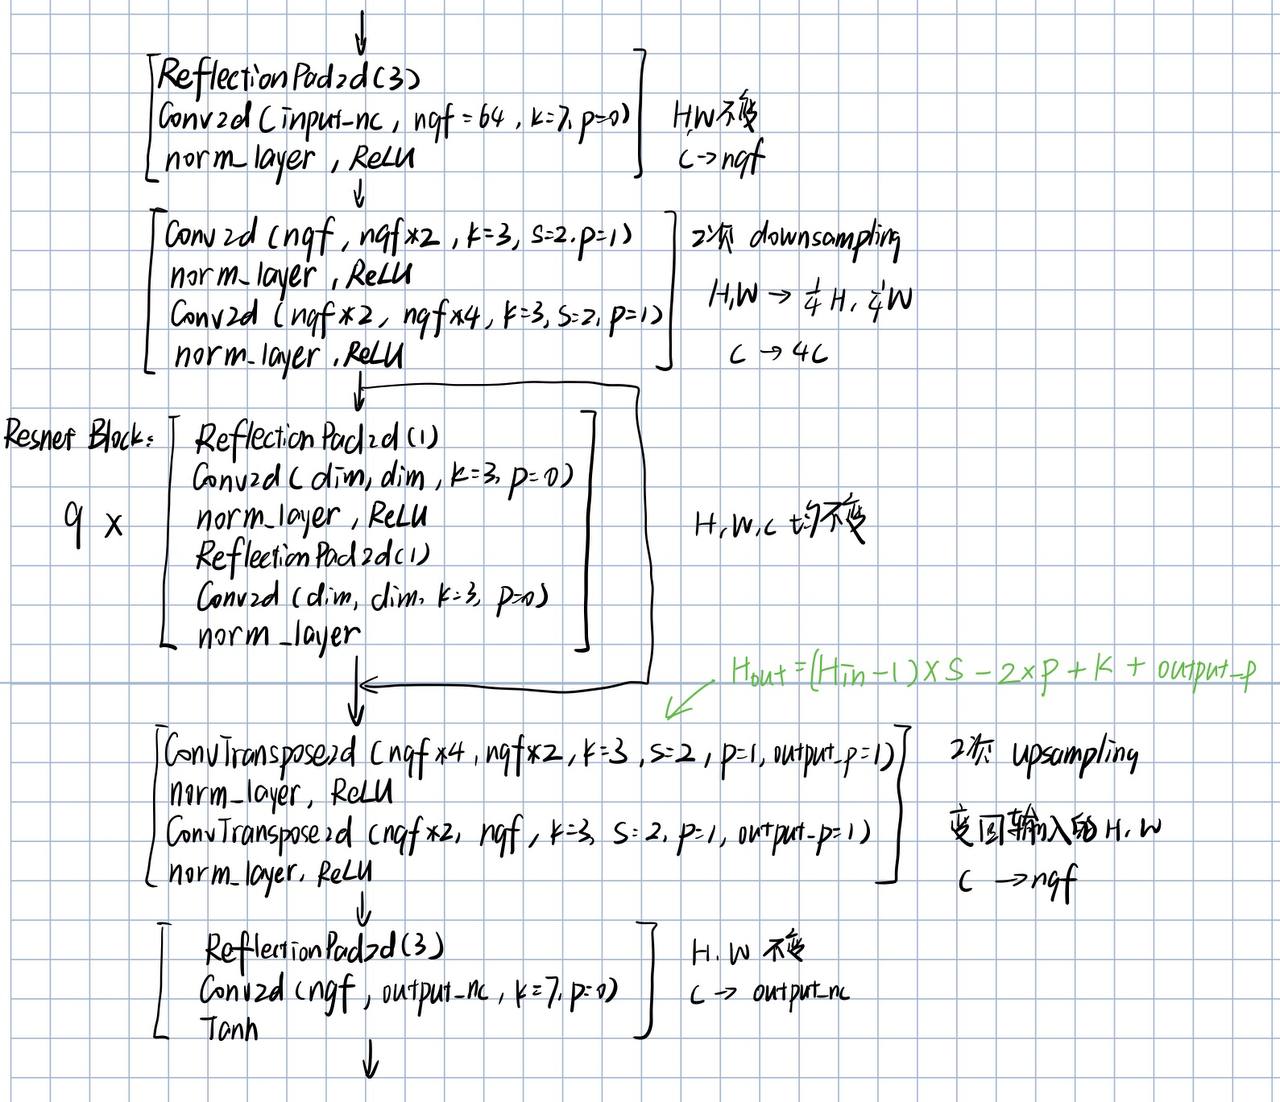 ReflectionPad2d(3)
Conv2d (input_nc, ngf=64, k=7, p=0)
norm_layer, ReLU
H,W不变
C→ngf
Conv2d (ngf, ngf*2, k=3, s=2, p=1)
norm_layer, ReLU
Conv2d (ngf*2, ngf*4, k=3, s=2, p=1)
norm_layer, ReLU
2次 downsampling
H,W → 1/4 H, 1/4 W
C → 4C
Resnet Block:
9 ×
ReflectionPad2d(1)
Conv2d (dim, dim, k=3, p=0)
norm_layer, ReLU
ReflectionPad2d(1)
Conv2d (dim, dim, k=3, p=0)
norm_layer
H,W,C 均不变
Hout=(Hin-1)×S-2×P+K+output_p
ConvTranspose2d (ngf*4, ngf*2, k=3, s=2, p=1, output_p=1)
norm_layer, ReLU
ConvTranspose2d (ngf*2, ngf, k=3, s=2, p=1, output_p=1)
norm_layer, ReLU
2次 upsampling
变回输入的 H, W
C → ngf
ReflectionPad2d(3)
Conv2d (ngf, output_nc, k=7, p=0)
Tanh
H, W 不变
C → output_nc